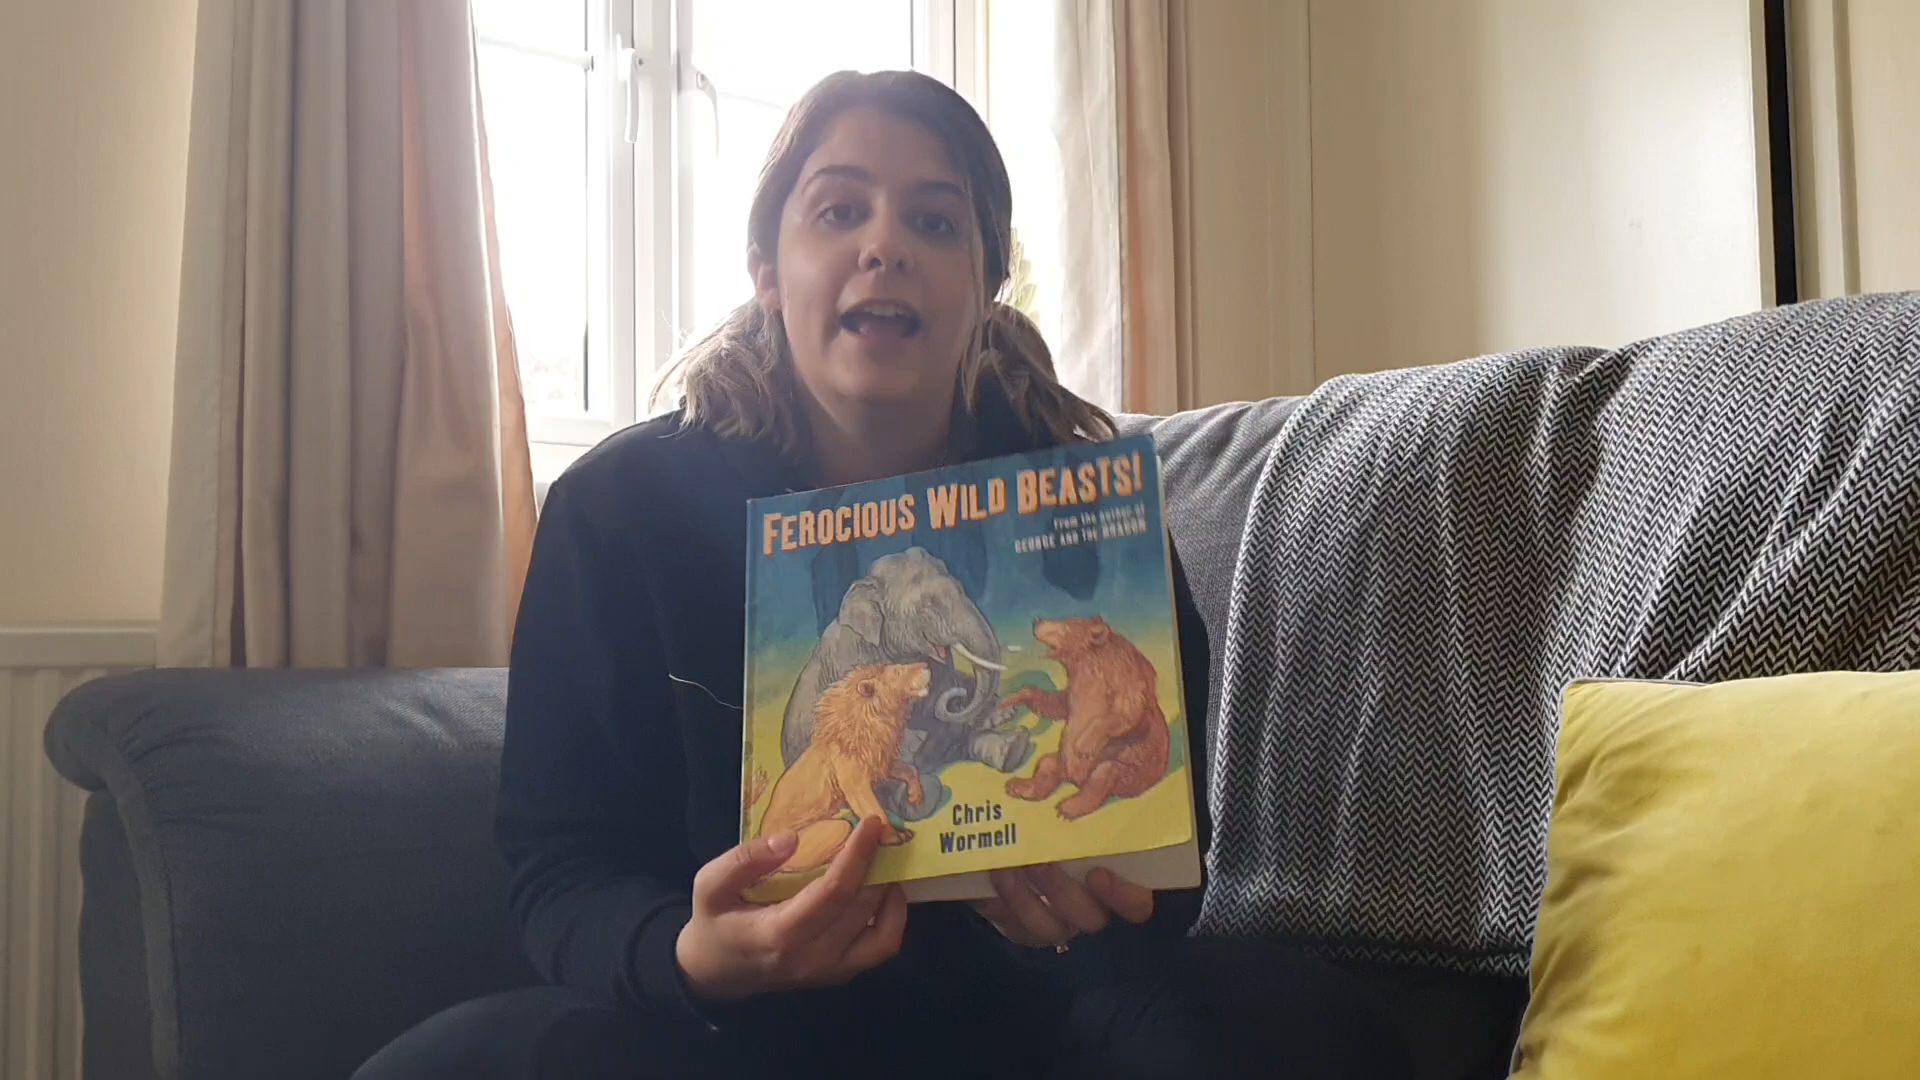 FEROCIOUS WILD BEASTS!
From the author of
GEORGE AND THE DRAGON
Chris
Wormell